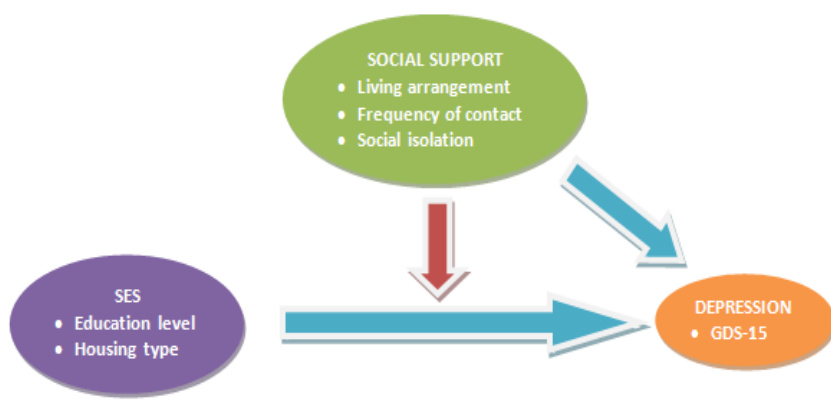 SOCIAL SUPPORT
• Living arrangement
• Frequency of contact
• Social isolation
SES
• Education level
• Housing type
DEPRESSION
• GDS-15